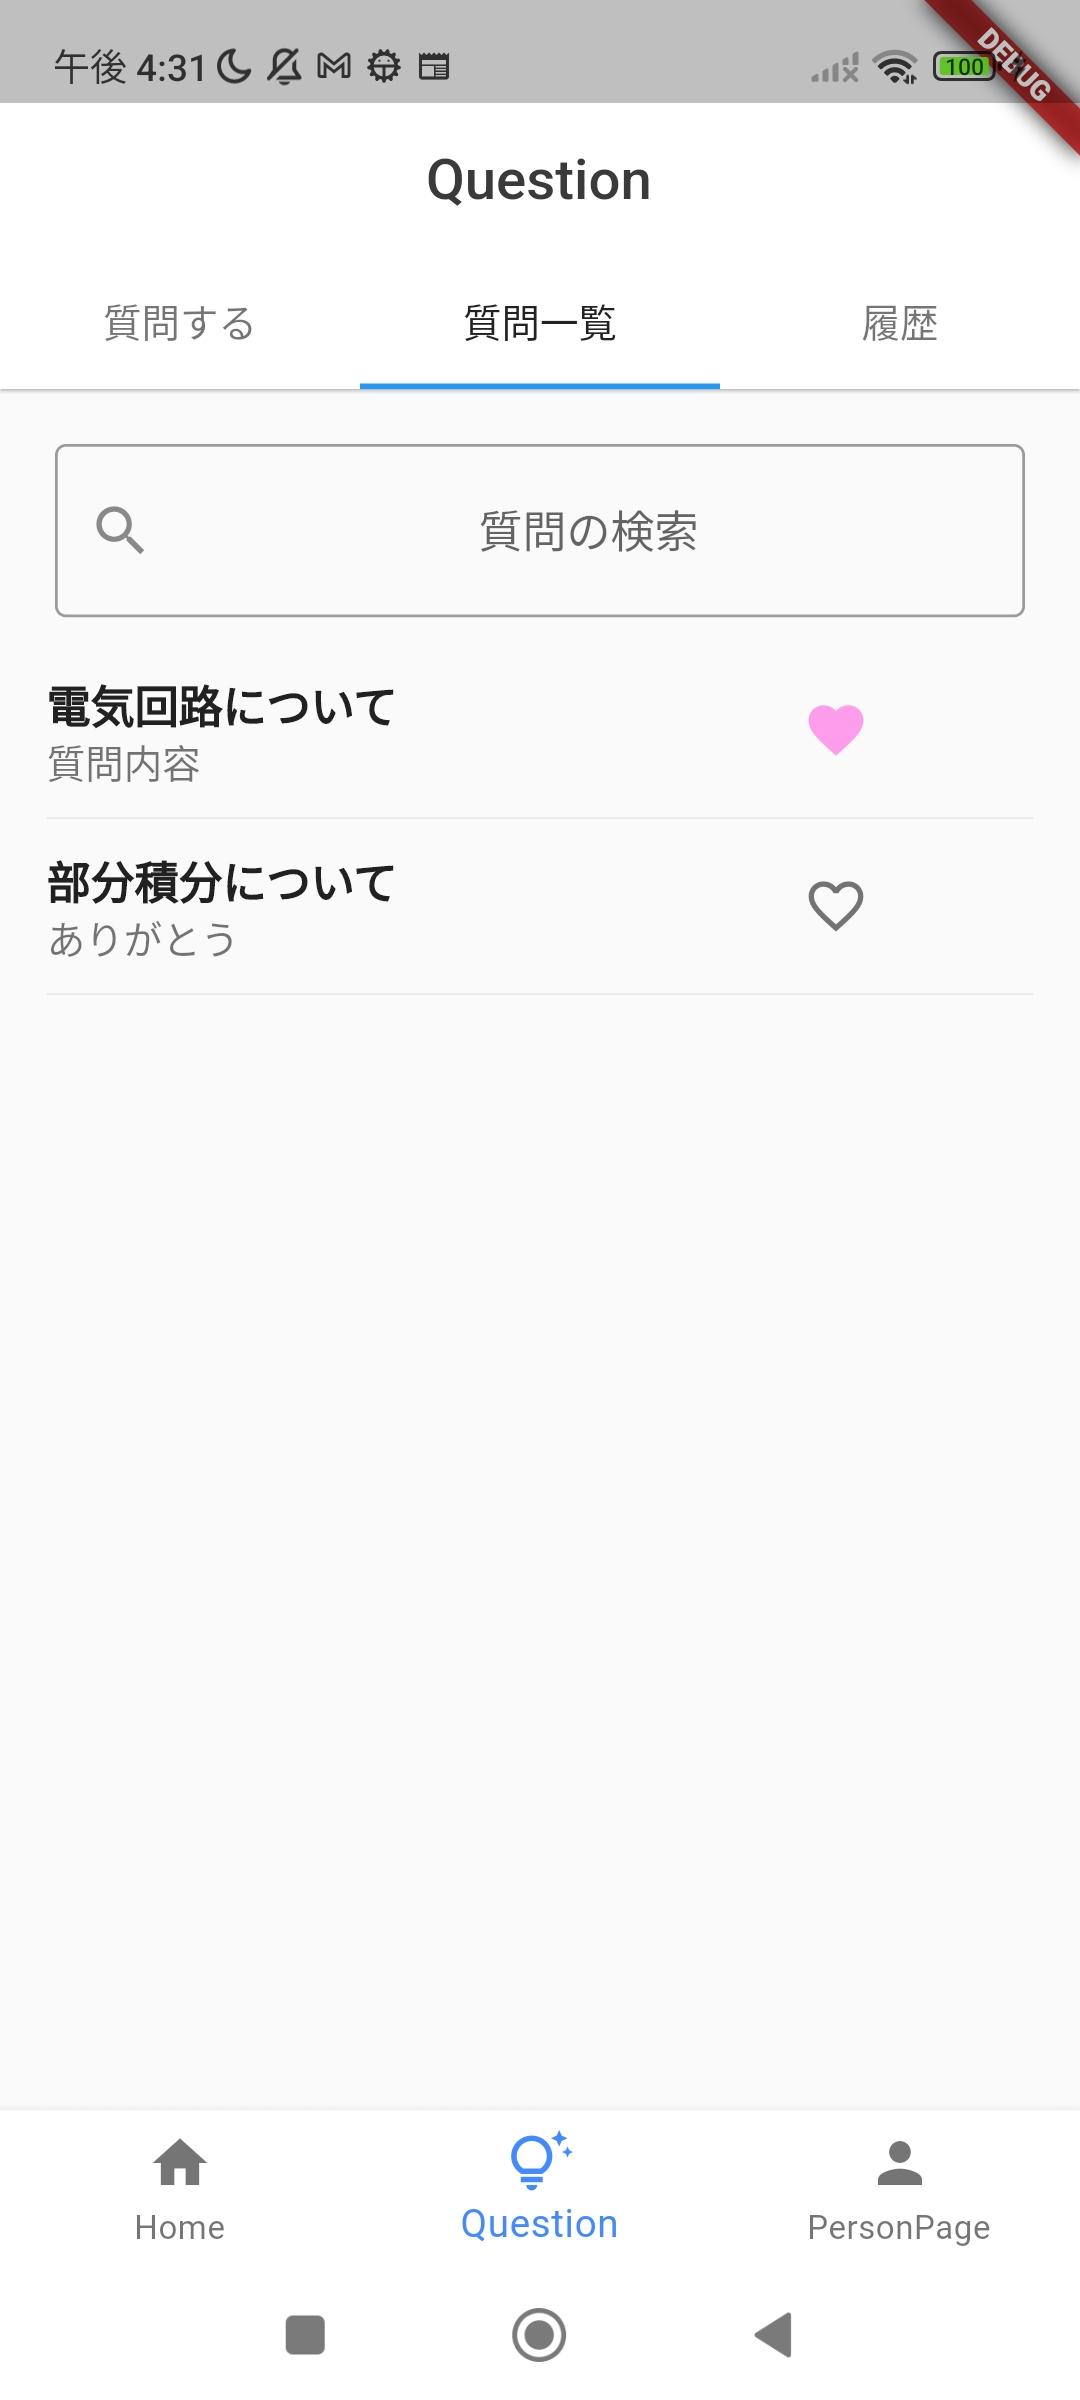 午後 4:31
100
DEBUG
Question
質問する
質問一覧
履歴
質問の検索
電気回路について
質問内容
部分積分について
ありがとう
Home
Question
PersonPage